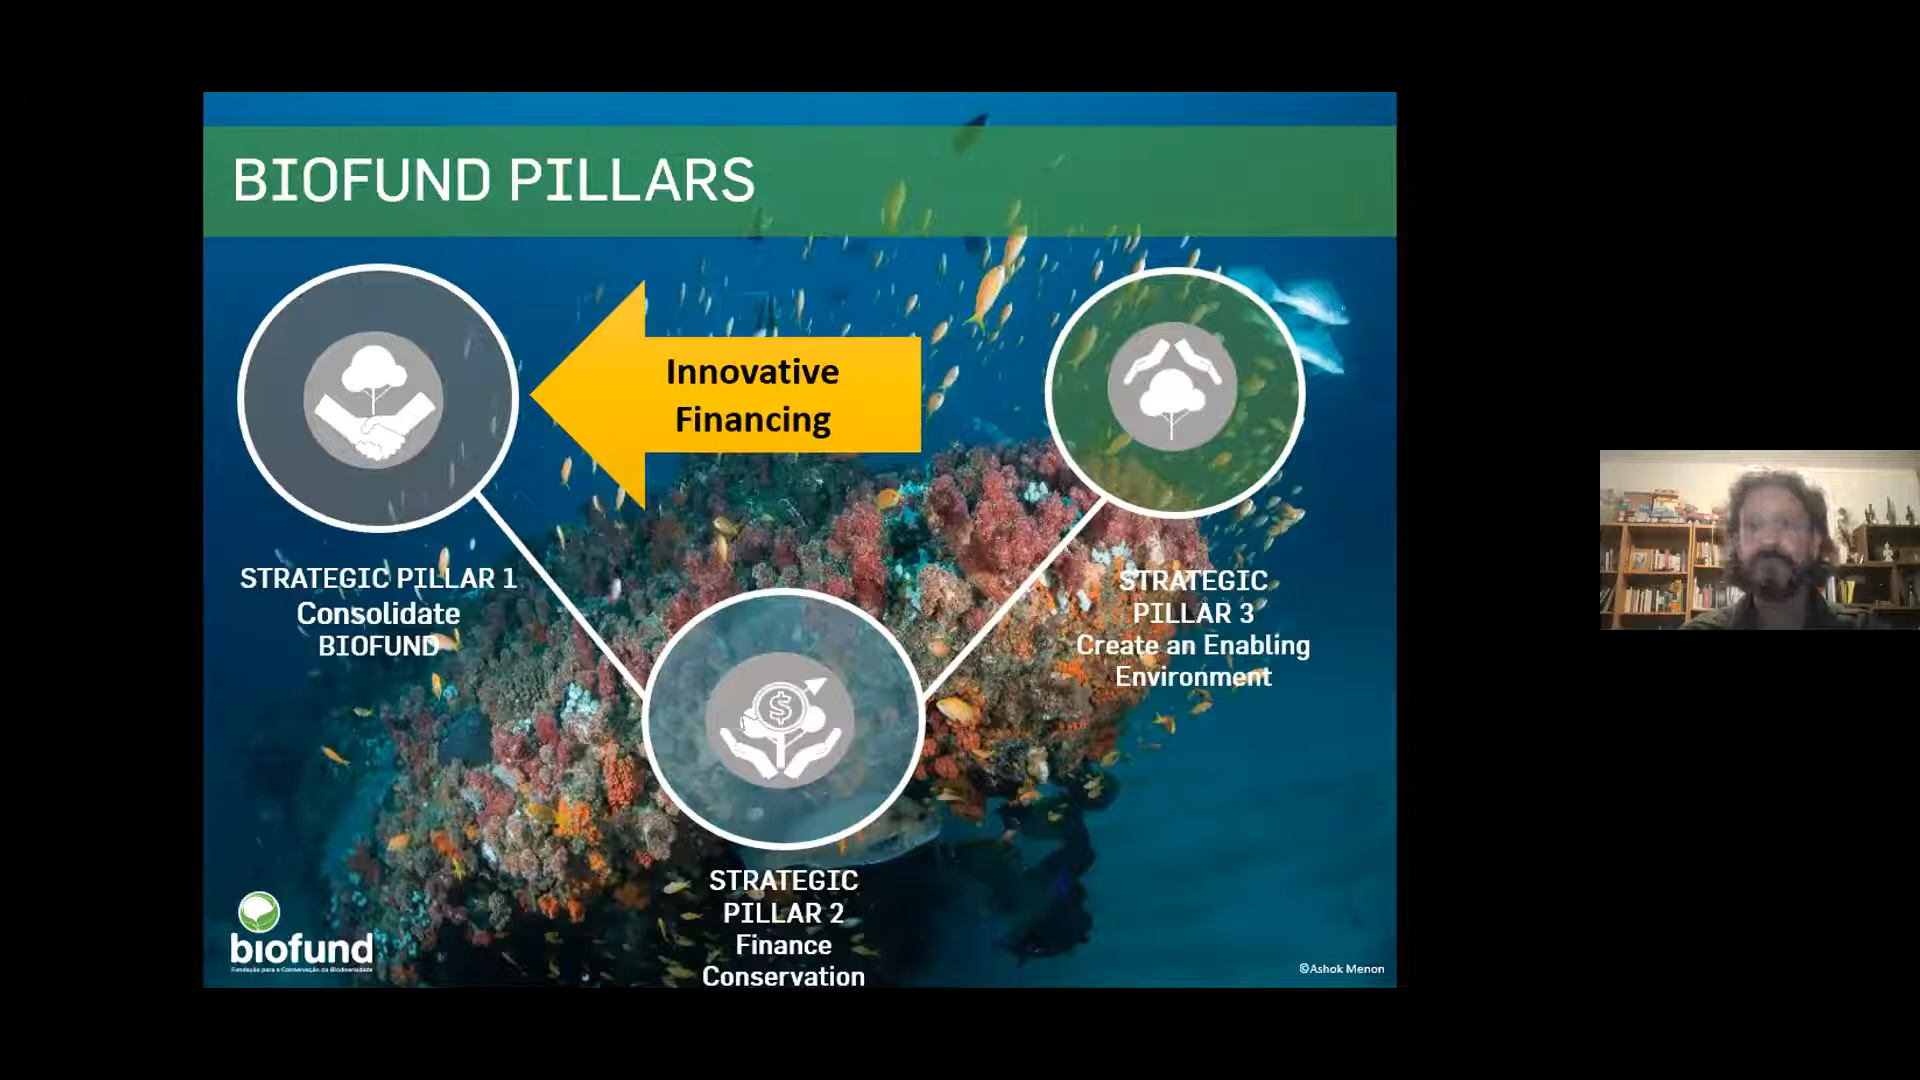 BIOFUND PILLARS
Innovative
Financing
STRATEGIC PILLAR 1
Consolidate
BIOFUND
STRATEGIC
PILLAR 3
Create an Enabling
Environment
STRATEGIC
PILLAR 2
Finance
Conservation
biofund
Fundação para a Conservação da Biodiversidade
©Ashok Menon